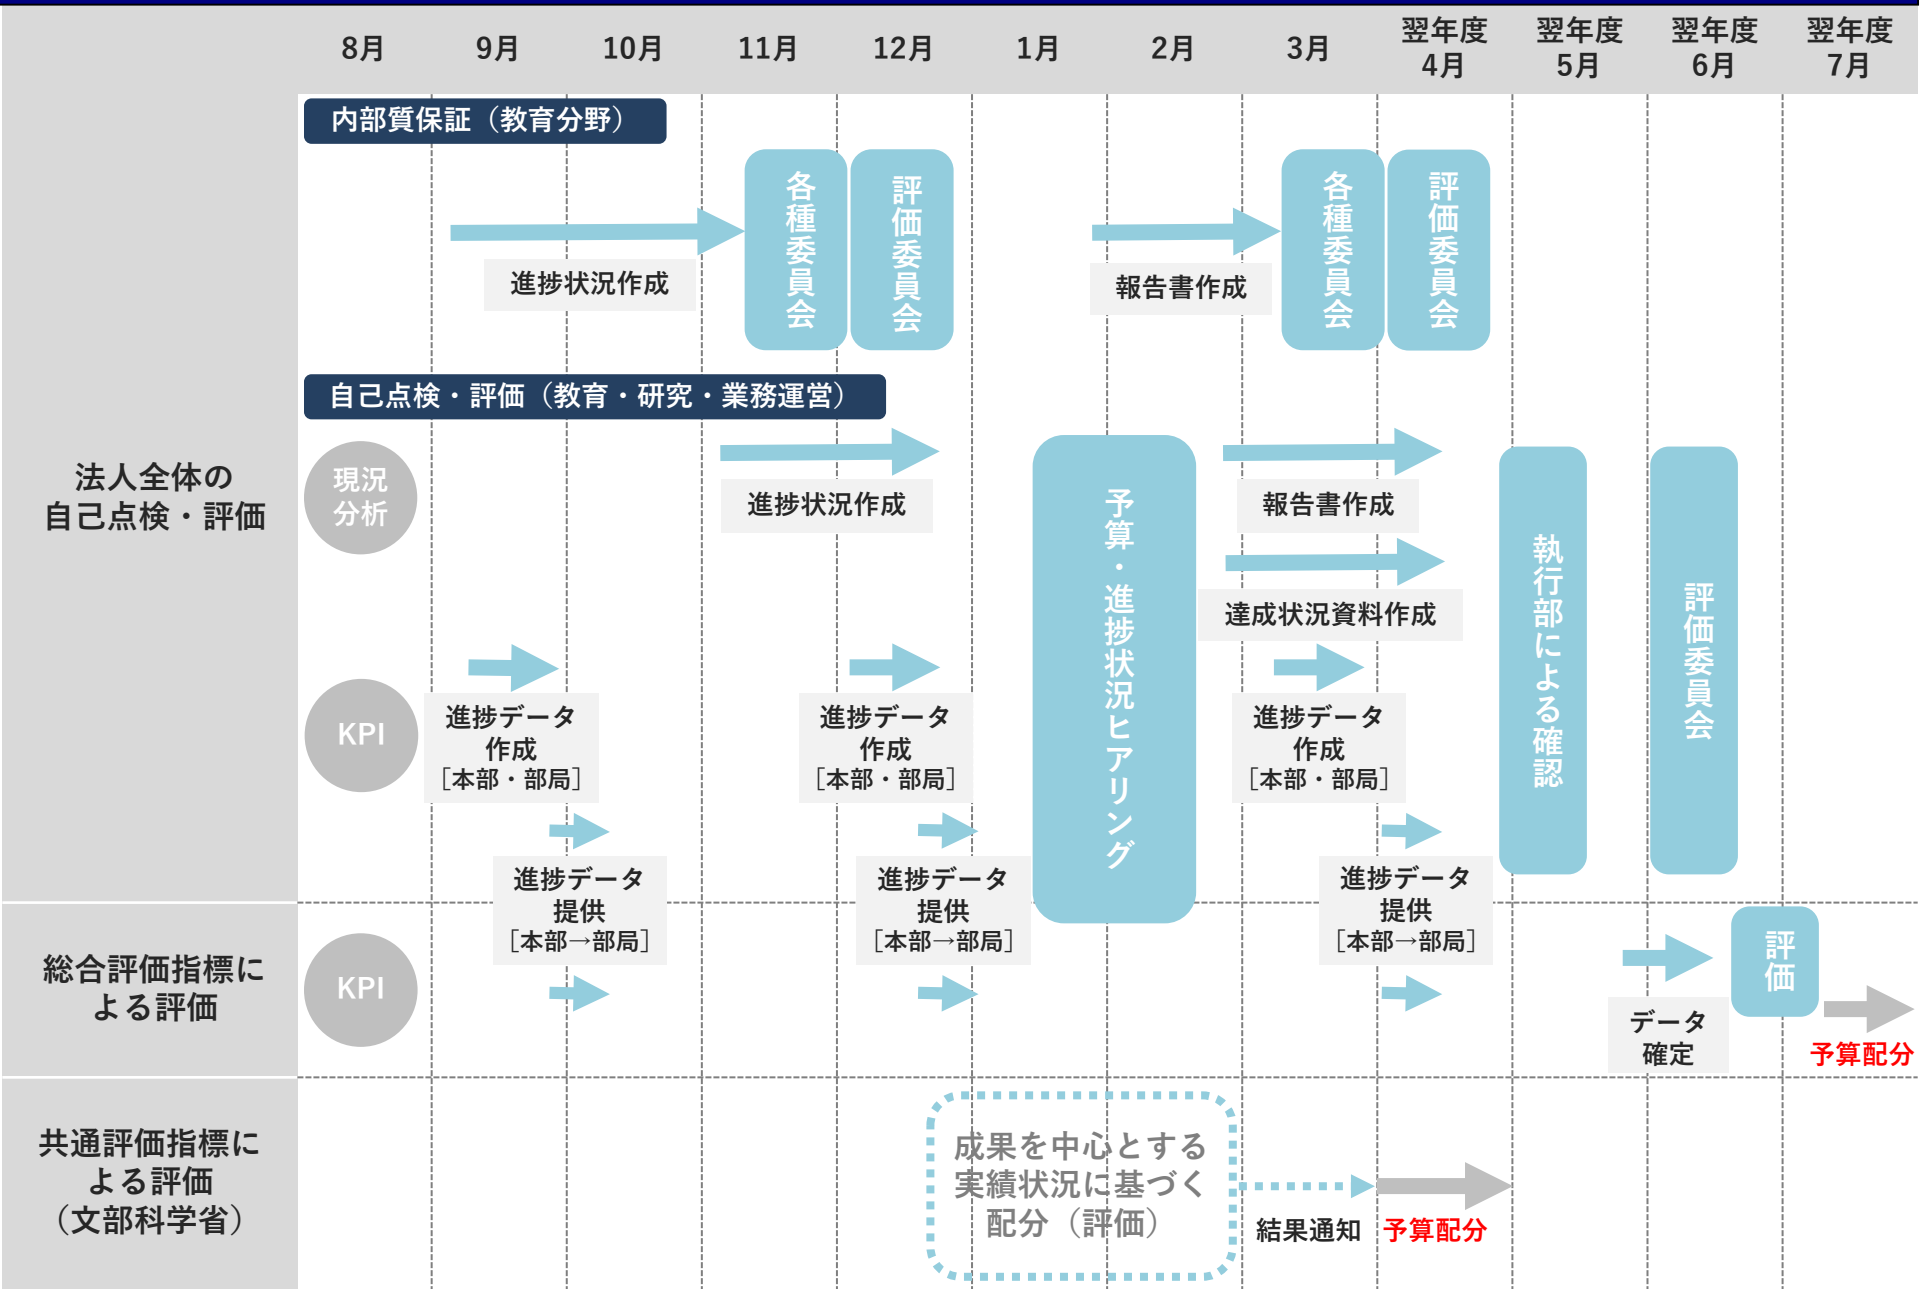 8月
9月
10月
11月
12月
1月
2月
3月
翌年度
4月
翌年度
5月
翌年度
6月
翌年度
7月
法人全体の
自己点検・評価
内部質保証（教育分野）
進捗状況作成
各種委員会
評価委員会
報告書作成
各種委員会
評価委員会
自己点検・評価（教育・研究・業務運営）
現況
分析
進捗状況作成
予算・進捗状況ヒアリング
報告書作成
達成状況資料作成
執行部による確認
評価委員会
KPI
進捗データ
作成
［本部・部局］
進捗データ
作成
［本部・部局］
進捗データ
作成
［本部・部局］
進捗データ
提供
［本部→部局］
進捗データ
提供
［本部→部局］
進捗データ
提供
［本部→部局］
総合評価指標に
よる評価
KPI
データ
確定
評価
予算配分
共通評価指標に
よる評価
（文部科学省）
成果を中心とする
実績状況に基づく
配分（評価）
結果通知
予算配分